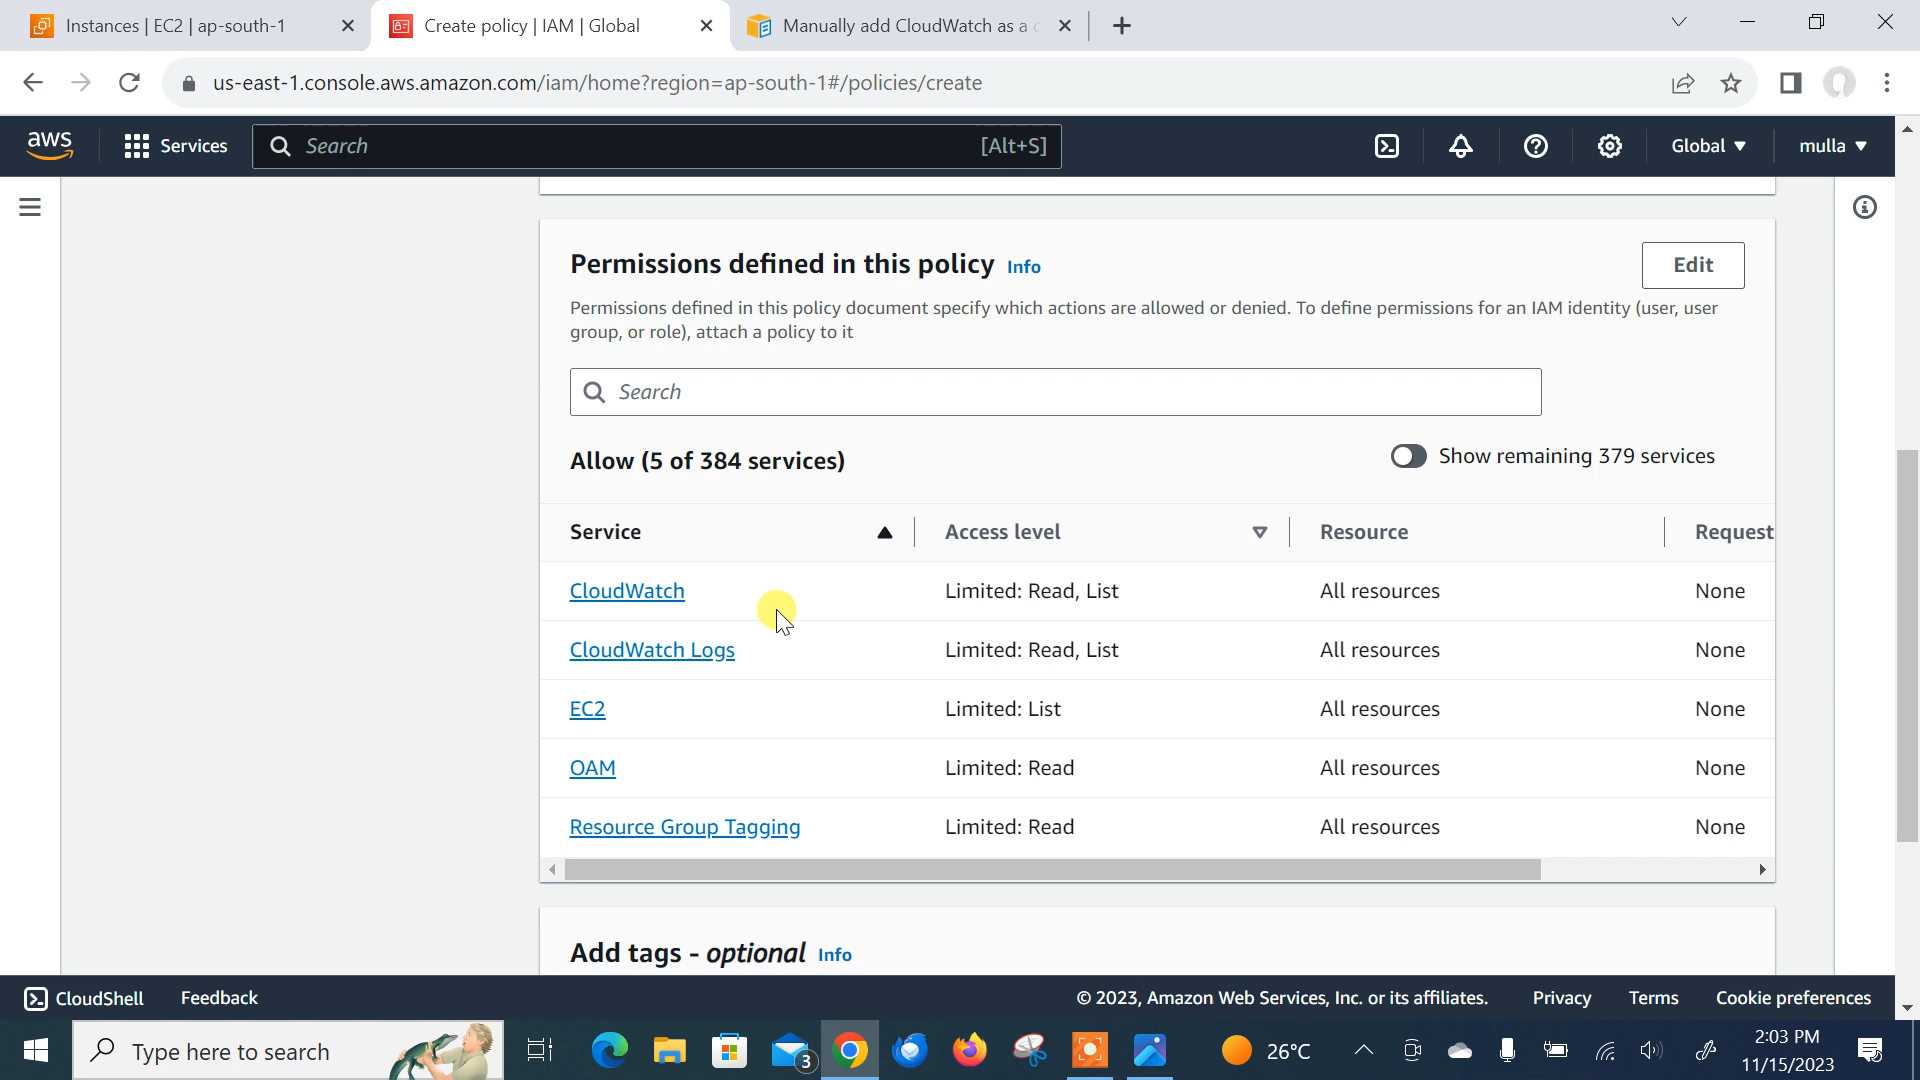 Instances | EC2 | ap-south-1
Create policy | IAM | Global
Manually add CloudWatch as a
us-east-1.console.aws.amazon.com/iam/home?region=ap-south-1#/policies/create
aws
Services
Search
[Alt+S]
Global
mulla
Permissions defined in this policy Info
Edit
Permissions defined in this policy document specify which actions are allowed or denied. To define permissions for an IAM identity (user, user
group, or role), attach a policy to it
Search
Allow (5 of 384 services)
Show remaining 379 services
Service
Access level
Resource
Request
CloudWatch
Limited: Read, List
All resources
None
CloudWatch Logs
Limited: Read, List
All resources
None
EC2
Limited: List
All resources
None
OAM
Limited: Read
All resources
None
Resource Group Tagging
Limited: Read
All resources
None
Add tags - optional Info
CloudShell
Feedback
© 2023, Amazon Web Services, Inc. or its affiliates.
Privacy
Terms
Cookie preferences
Type here to search
3
26°C
2:03 PM
11/15/2023